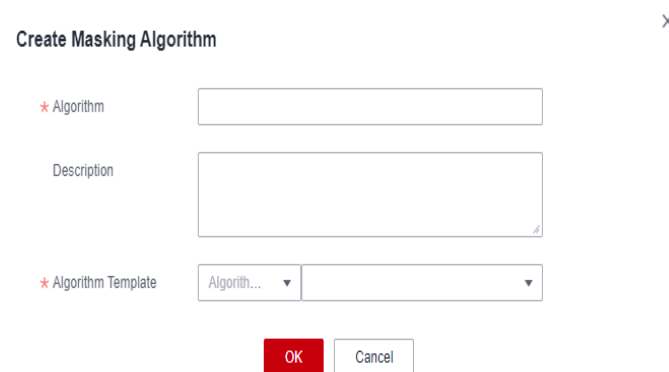 Create Masking Algorithm
* Algorithm
Description
* Algorithm Template Algorith...
OK Cancel